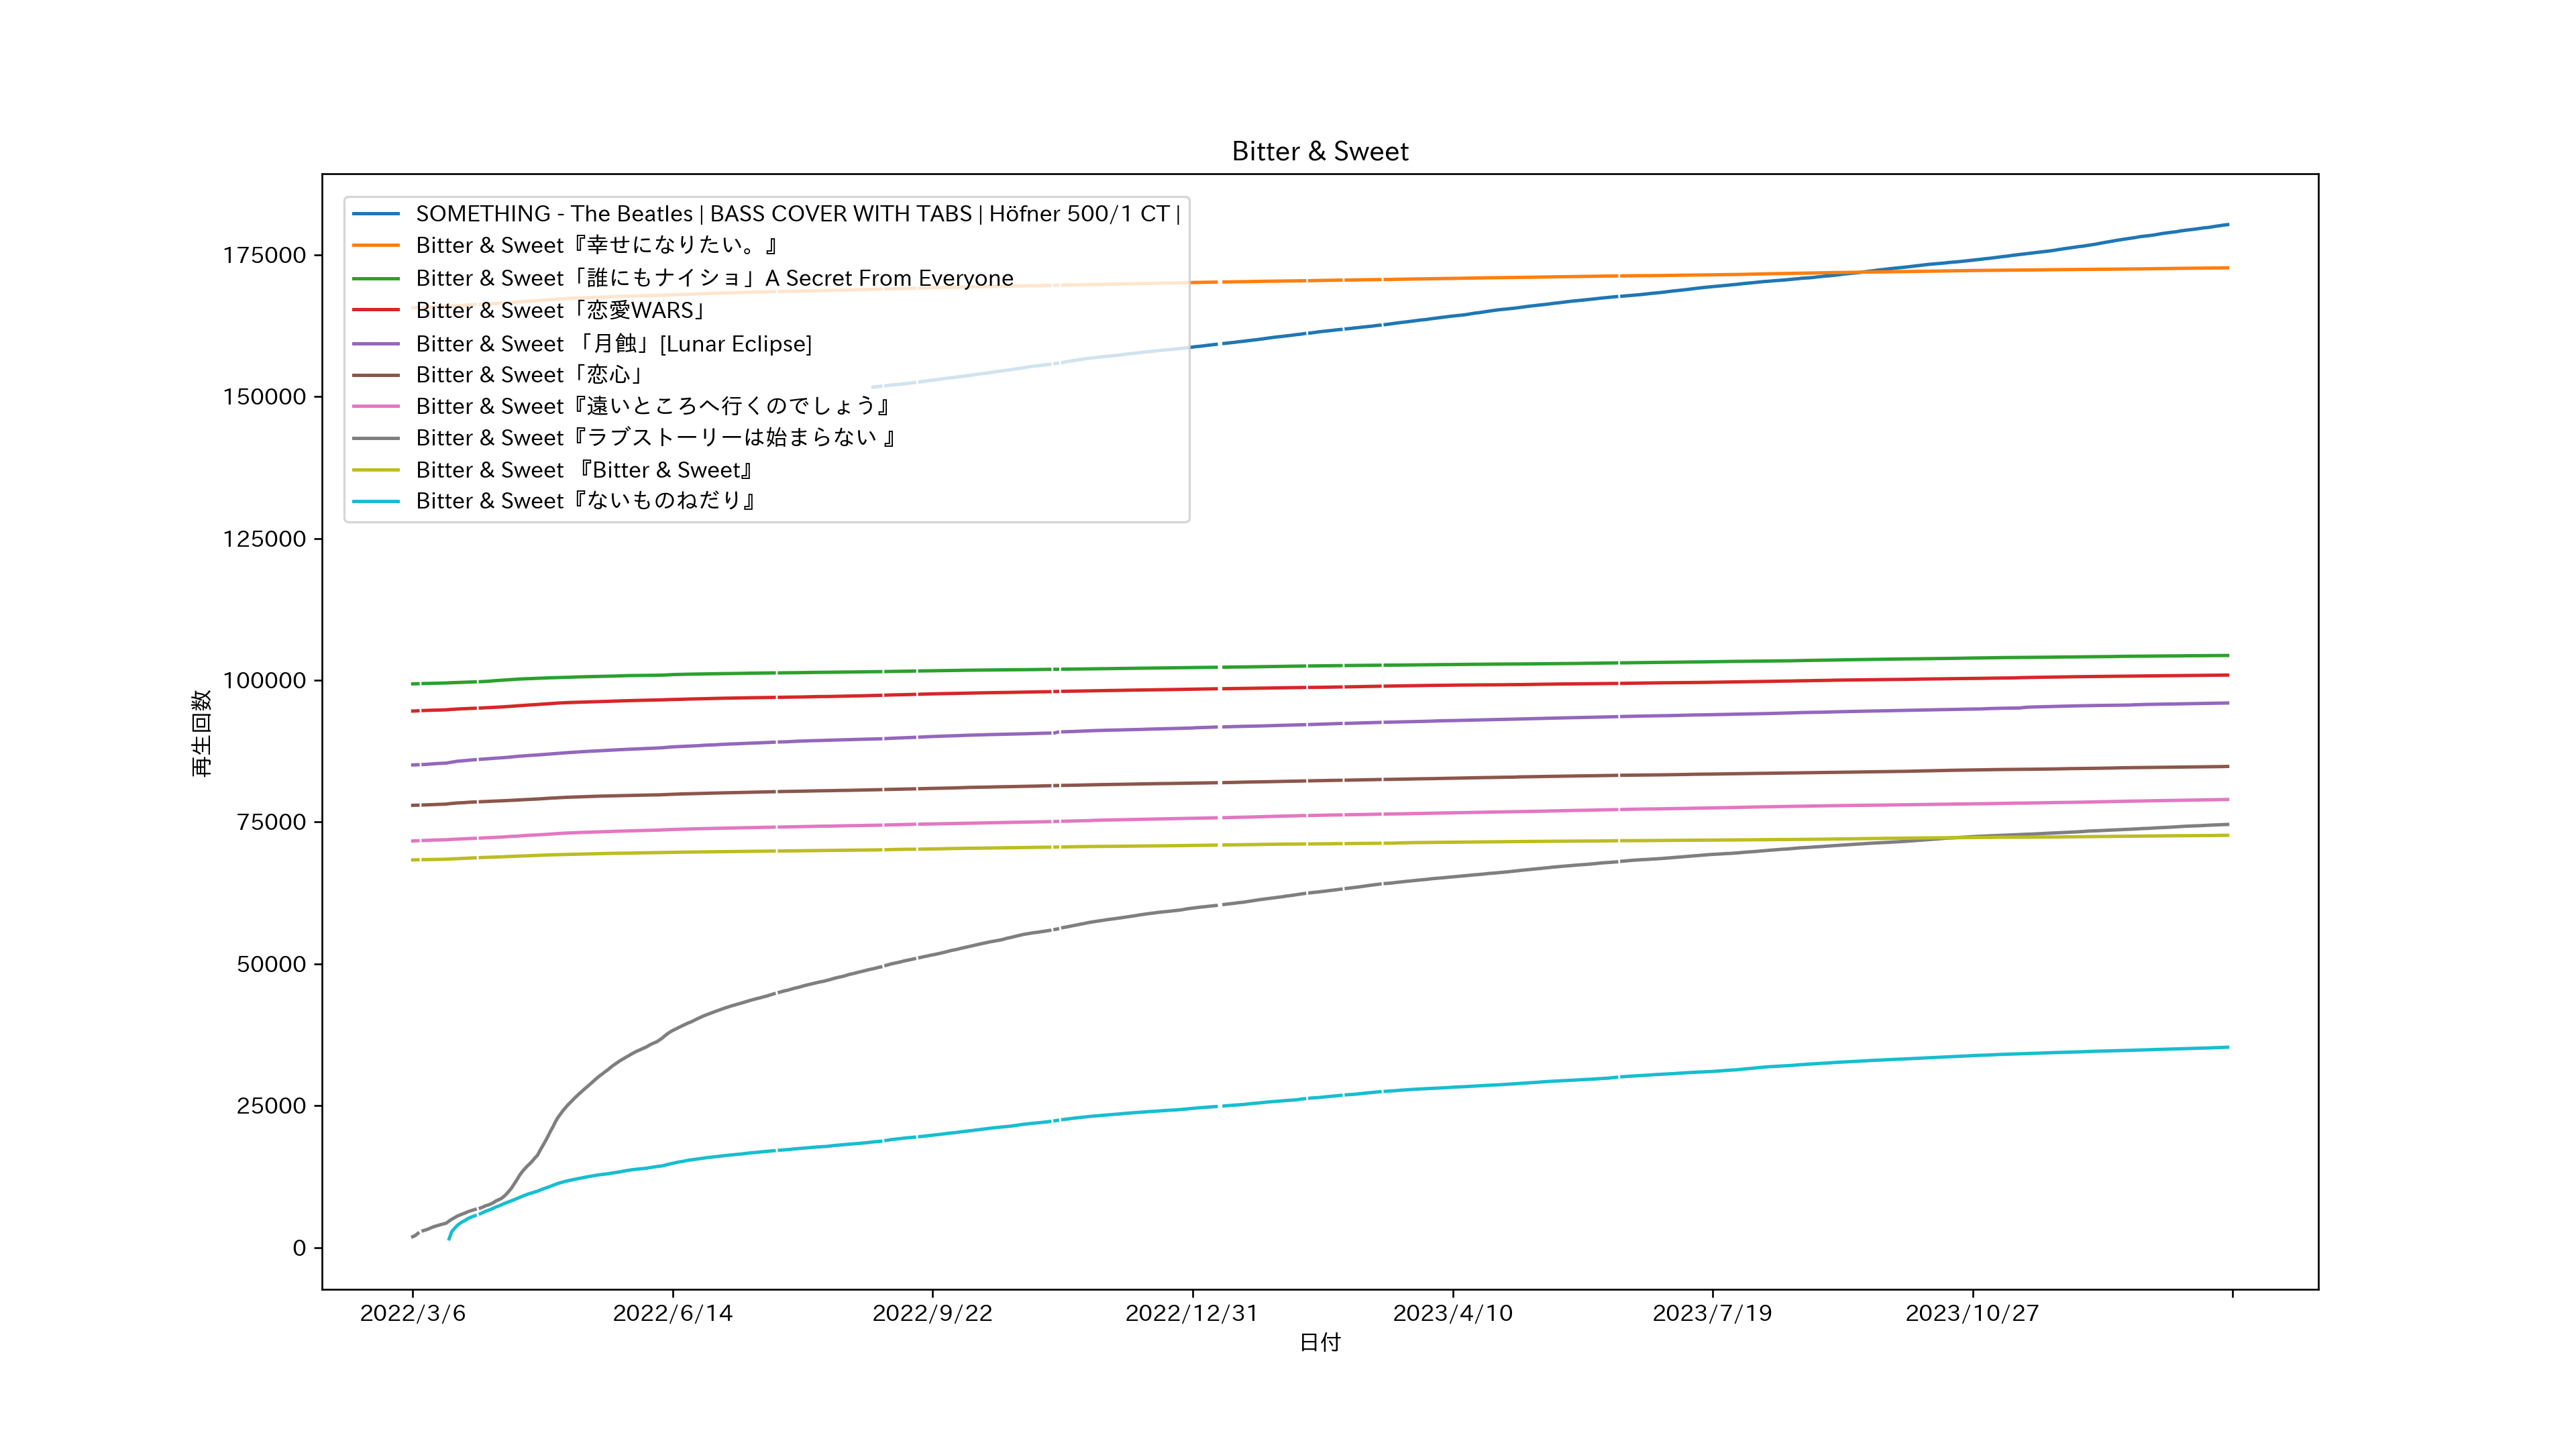 Bitter & Sweet
SOMETHING - The Beatles | BASS COVER WITH TABS | Höfner 500/1 CT |
Bitter & Sweet『幸せになりたい。』
Bitter & Sweet「誰にもナイショ」A Secret From Everyone
Bitter & Sweet「恋愛WARS」
Bitter & Sweet 「月蝕」[Lunar Eclipse]
Bitter & Sweet「恋心」
Bitter & Sweet『遠いところへ行くのでしょう』
Bitter & Sweet『ラブストーリーは始まらない 』
Bitter & Sweet 『Bitter & Sweet』
Bitter & Sweet『ないものねだり』
175000
150000
125000
100000
75000
50000
25000
0
再生回数
2022/3/6
2022/6/14
2022/9/22
2022/12/31
2023/4/10
2023/7/19
2023/10/27
日付